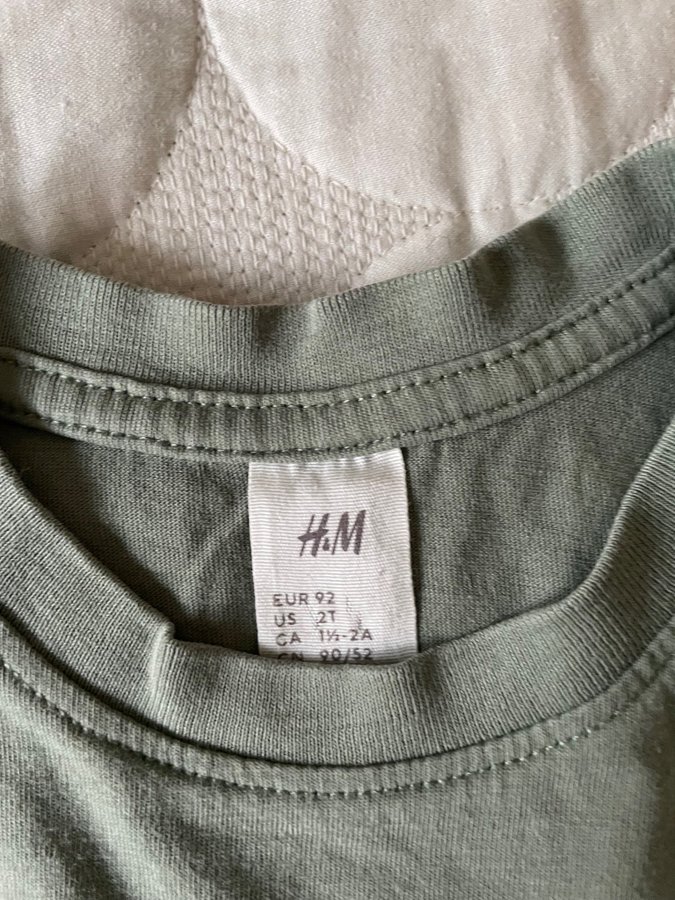 H&M
EUR 92
US 2T
CA 1½-2A
CN 90/52